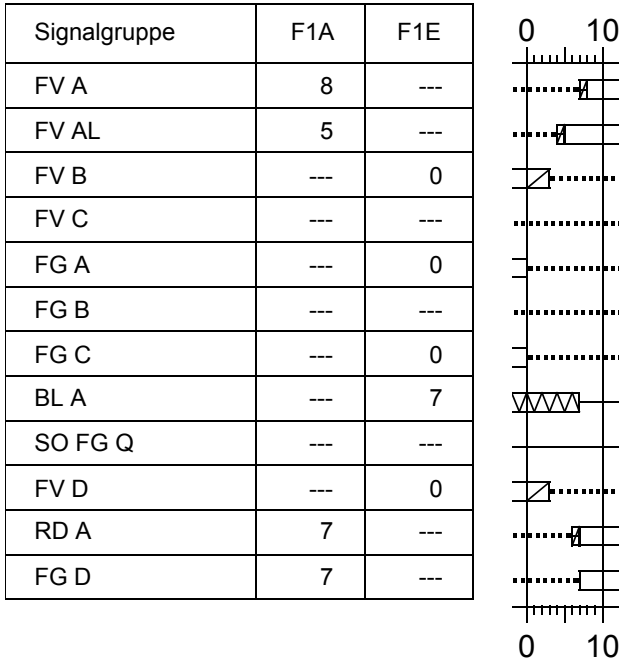 Signalgruppe F1A F1E 0 10
FV A 8 ---
FV AL 5 ---
FV B --- 0
FV C --- ---
FG A --- 0
FG B --- ---
FG C --- 0
BL A --- 7
SO FG Q --- ---
FV D --- 0
RD A 7 ---
FG D 7 ---
0 10